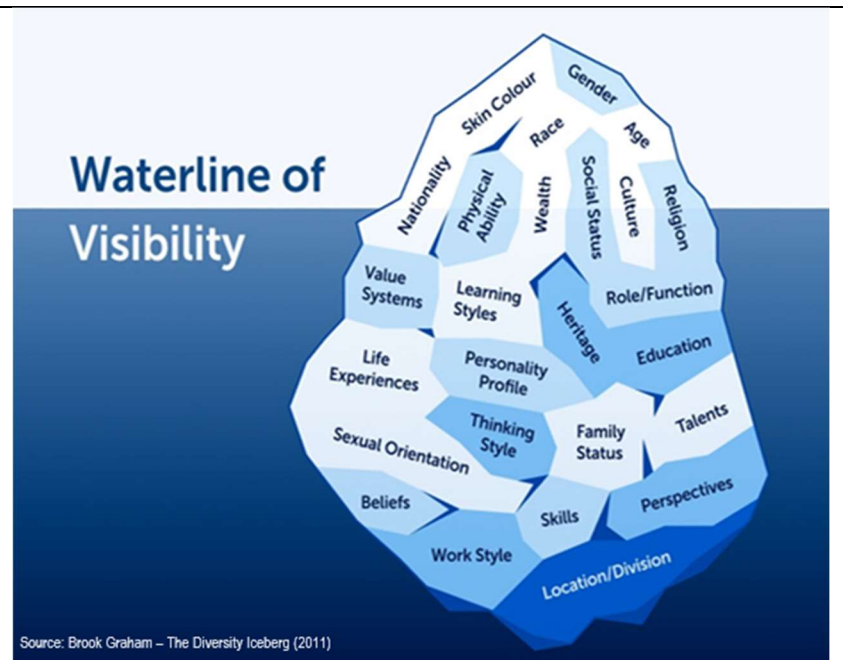 Waterline of
Visibility
Gender
Skin Colour
Race
Age
Nationality
Physical
Ability
Wealth
Social Status
Culture
Religion
Value
Systems
Learning
Styles
Heritage
Role/Function
Education
Life
Experiences
Personality
Profile
Talents
Thinking
Style
Family
Status
Sexual Orientation
Beliefs
Skills
Perspectives
Work Style
Location/Division
Source: Brook Graham – The Diversity Iceberg (2011)